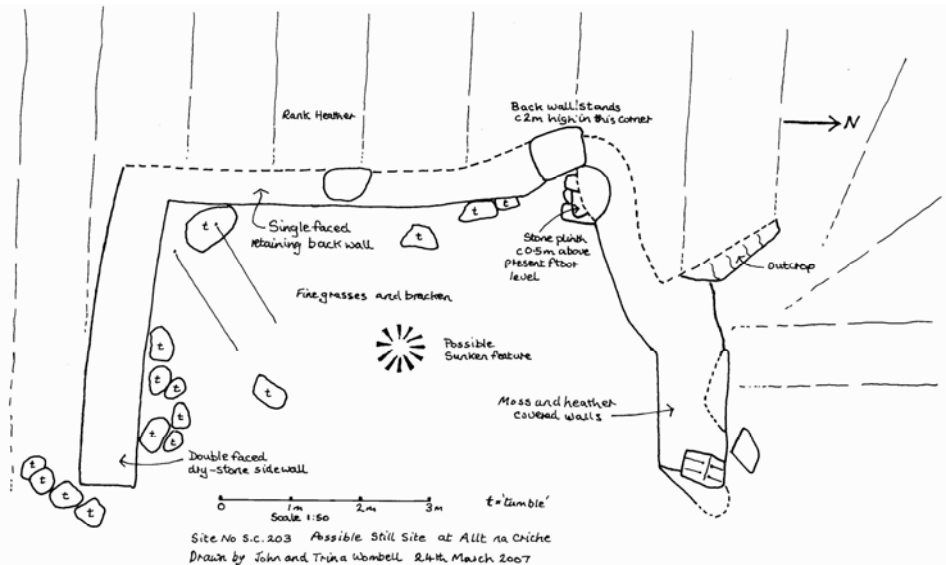 Rank Heather
Back wall stands
c2m high in this corner
N
t
Single faced
retaining back wall
t
t
t
Stone plinth
c0.5m above
present floor
level
outcrop
Fine grasses and bracken
Possible
Sunken feature
t
t
t
t
t
t
t
Moss and heather
covered walls
Double faced
dry-stone sidewall
t
t
t
t
0 1m 2m 3m
Scale 1:50
t='tumble'
Site No S.C. 203 Possible Still Site at Allt na Criche
Drawn by John and Trina Wombell 24th March 2007